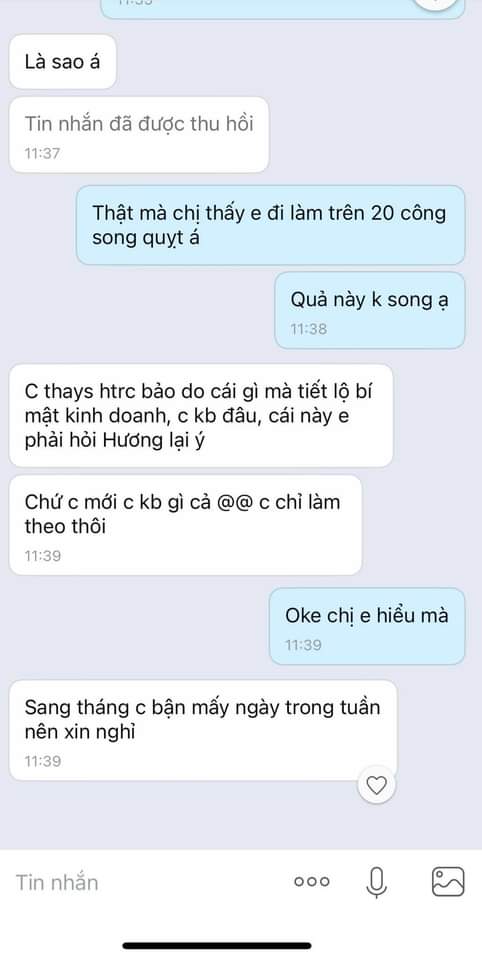 Là sao á
Tin nhắn đã được thu hồi
11:37
Thật mà chị thấy e đi làm trên 20 công
song quỵt á
Quả này k song ạ
11:38
C thays htrc bảo do cái gì mà tiết lộ bí
mật kinh doanh, c kb đâu, cái này e
phải hỏi Hương lại ý
Chứ c mới c kb gì cả @@ c chỉ làm
theo thôi
11:39
Oke chị e hiểu mà
11:39
Sang tháng c bận mấy ngày trong tuần
nên xin nghỉ
11:39
Tin nhắn